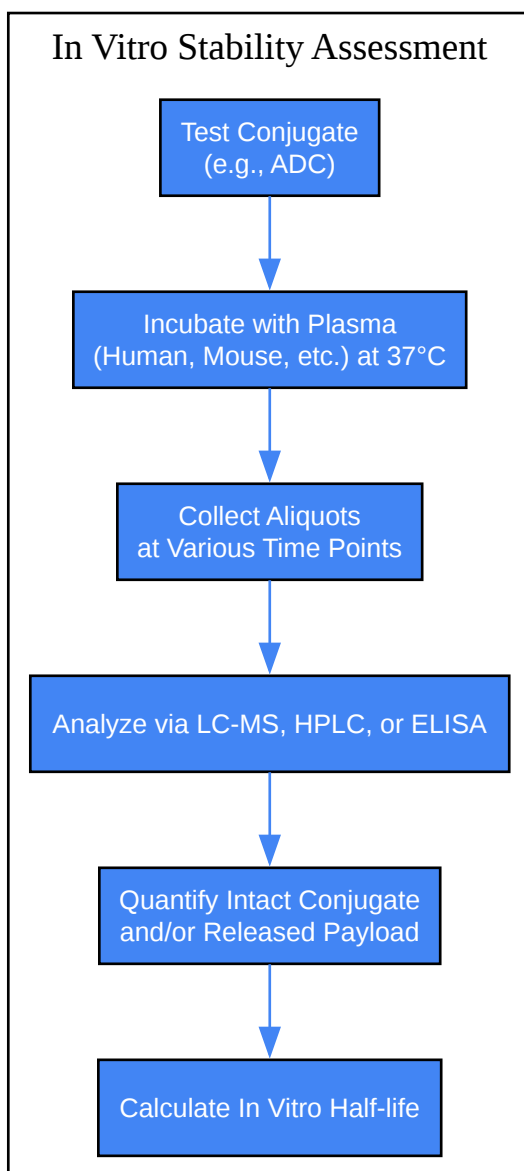 In Vitro Stability Assessment
Test Conjugate
(e.g., ADC)
Incubate with Plasma
(Human, Mouse, etc.) at 37°C
Collect Aliquots
at Various Time Points
Analyze via LC-MS, HPLC, or ELISA
Quantify Intact Conjugate
and/or Released Payload
Calculate In Vitro Half-life